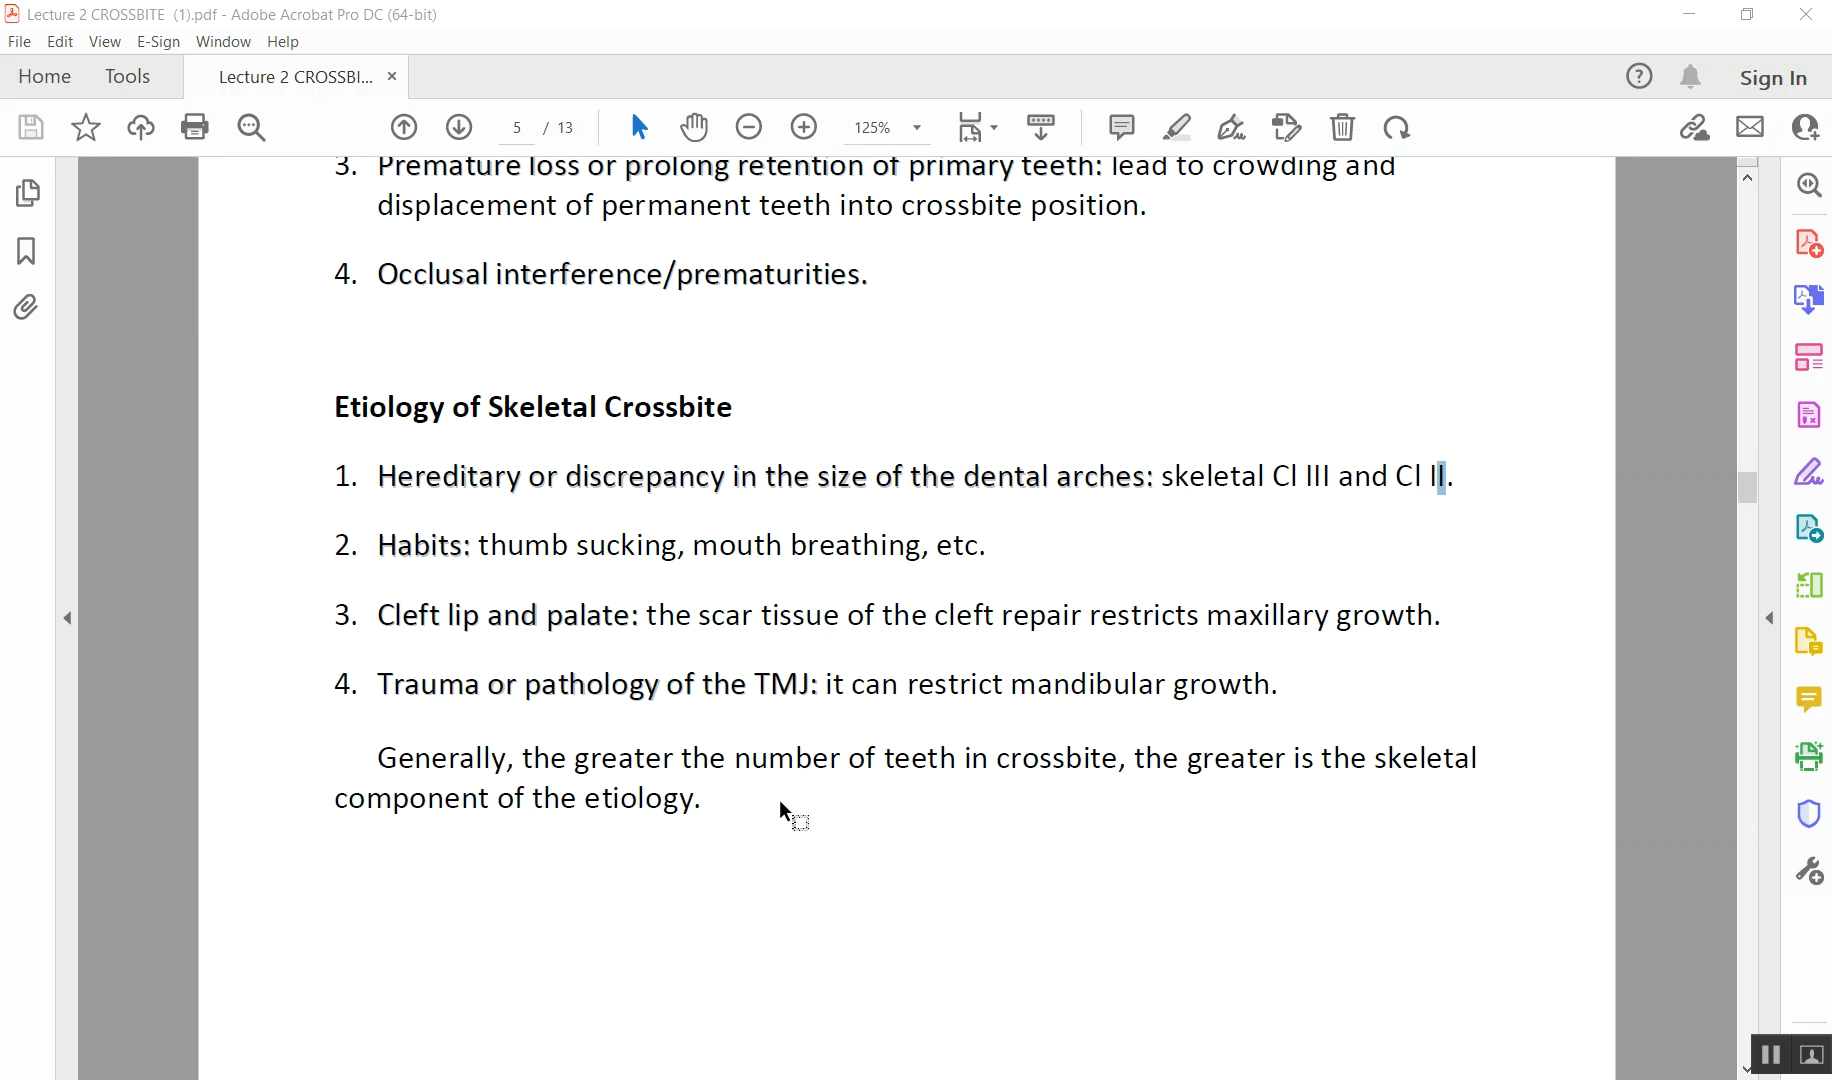 Lecture 2 CROSSBITE (1).pdf - Adobe Acrobat Pro DC (64-bit)
File Edit View E-Sign Window Help
Home Tools Lecture 2 CROSSBI... × Sign In
5 / 13 125%
3. Premature loss or prolong retention of primary teeth: lead to crowding and
displacement of permanent teeth into crossbite position.
4. Occlusal interference/prematurities.
Etiology of Skeletal Crossbite
1. Hereditary or discrepancy in the size of the dental arches: skeletal Cl III and Cl II.
2. Habits: thumb sucking, mouth breathing, etc.
3. Cleft lip and palate: the scar tissue of the cleft repair restricts maxillary growth.
4. Trauma or pathology of the TMJ: it can restrict mandibular growth.
Generally, the greater the number of teeth in crossbite, the greater is the skeletal
component of the etiology.